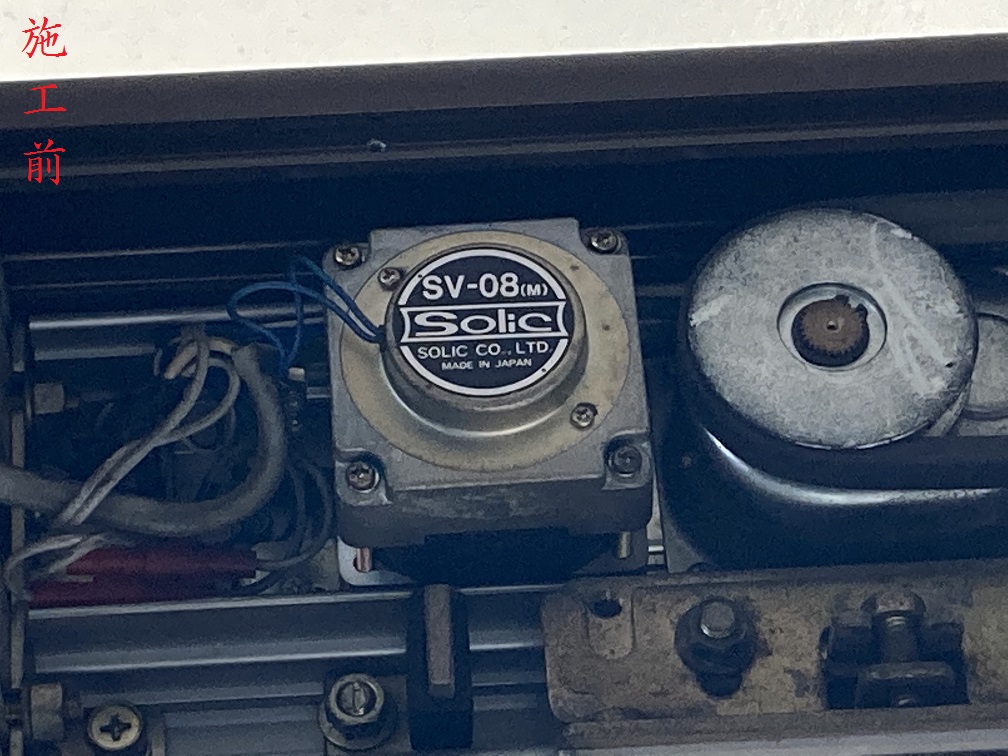 施
工
前
SV-08(M)
Solic
SOLIC CO., LTD.
MADE IN JAPAN